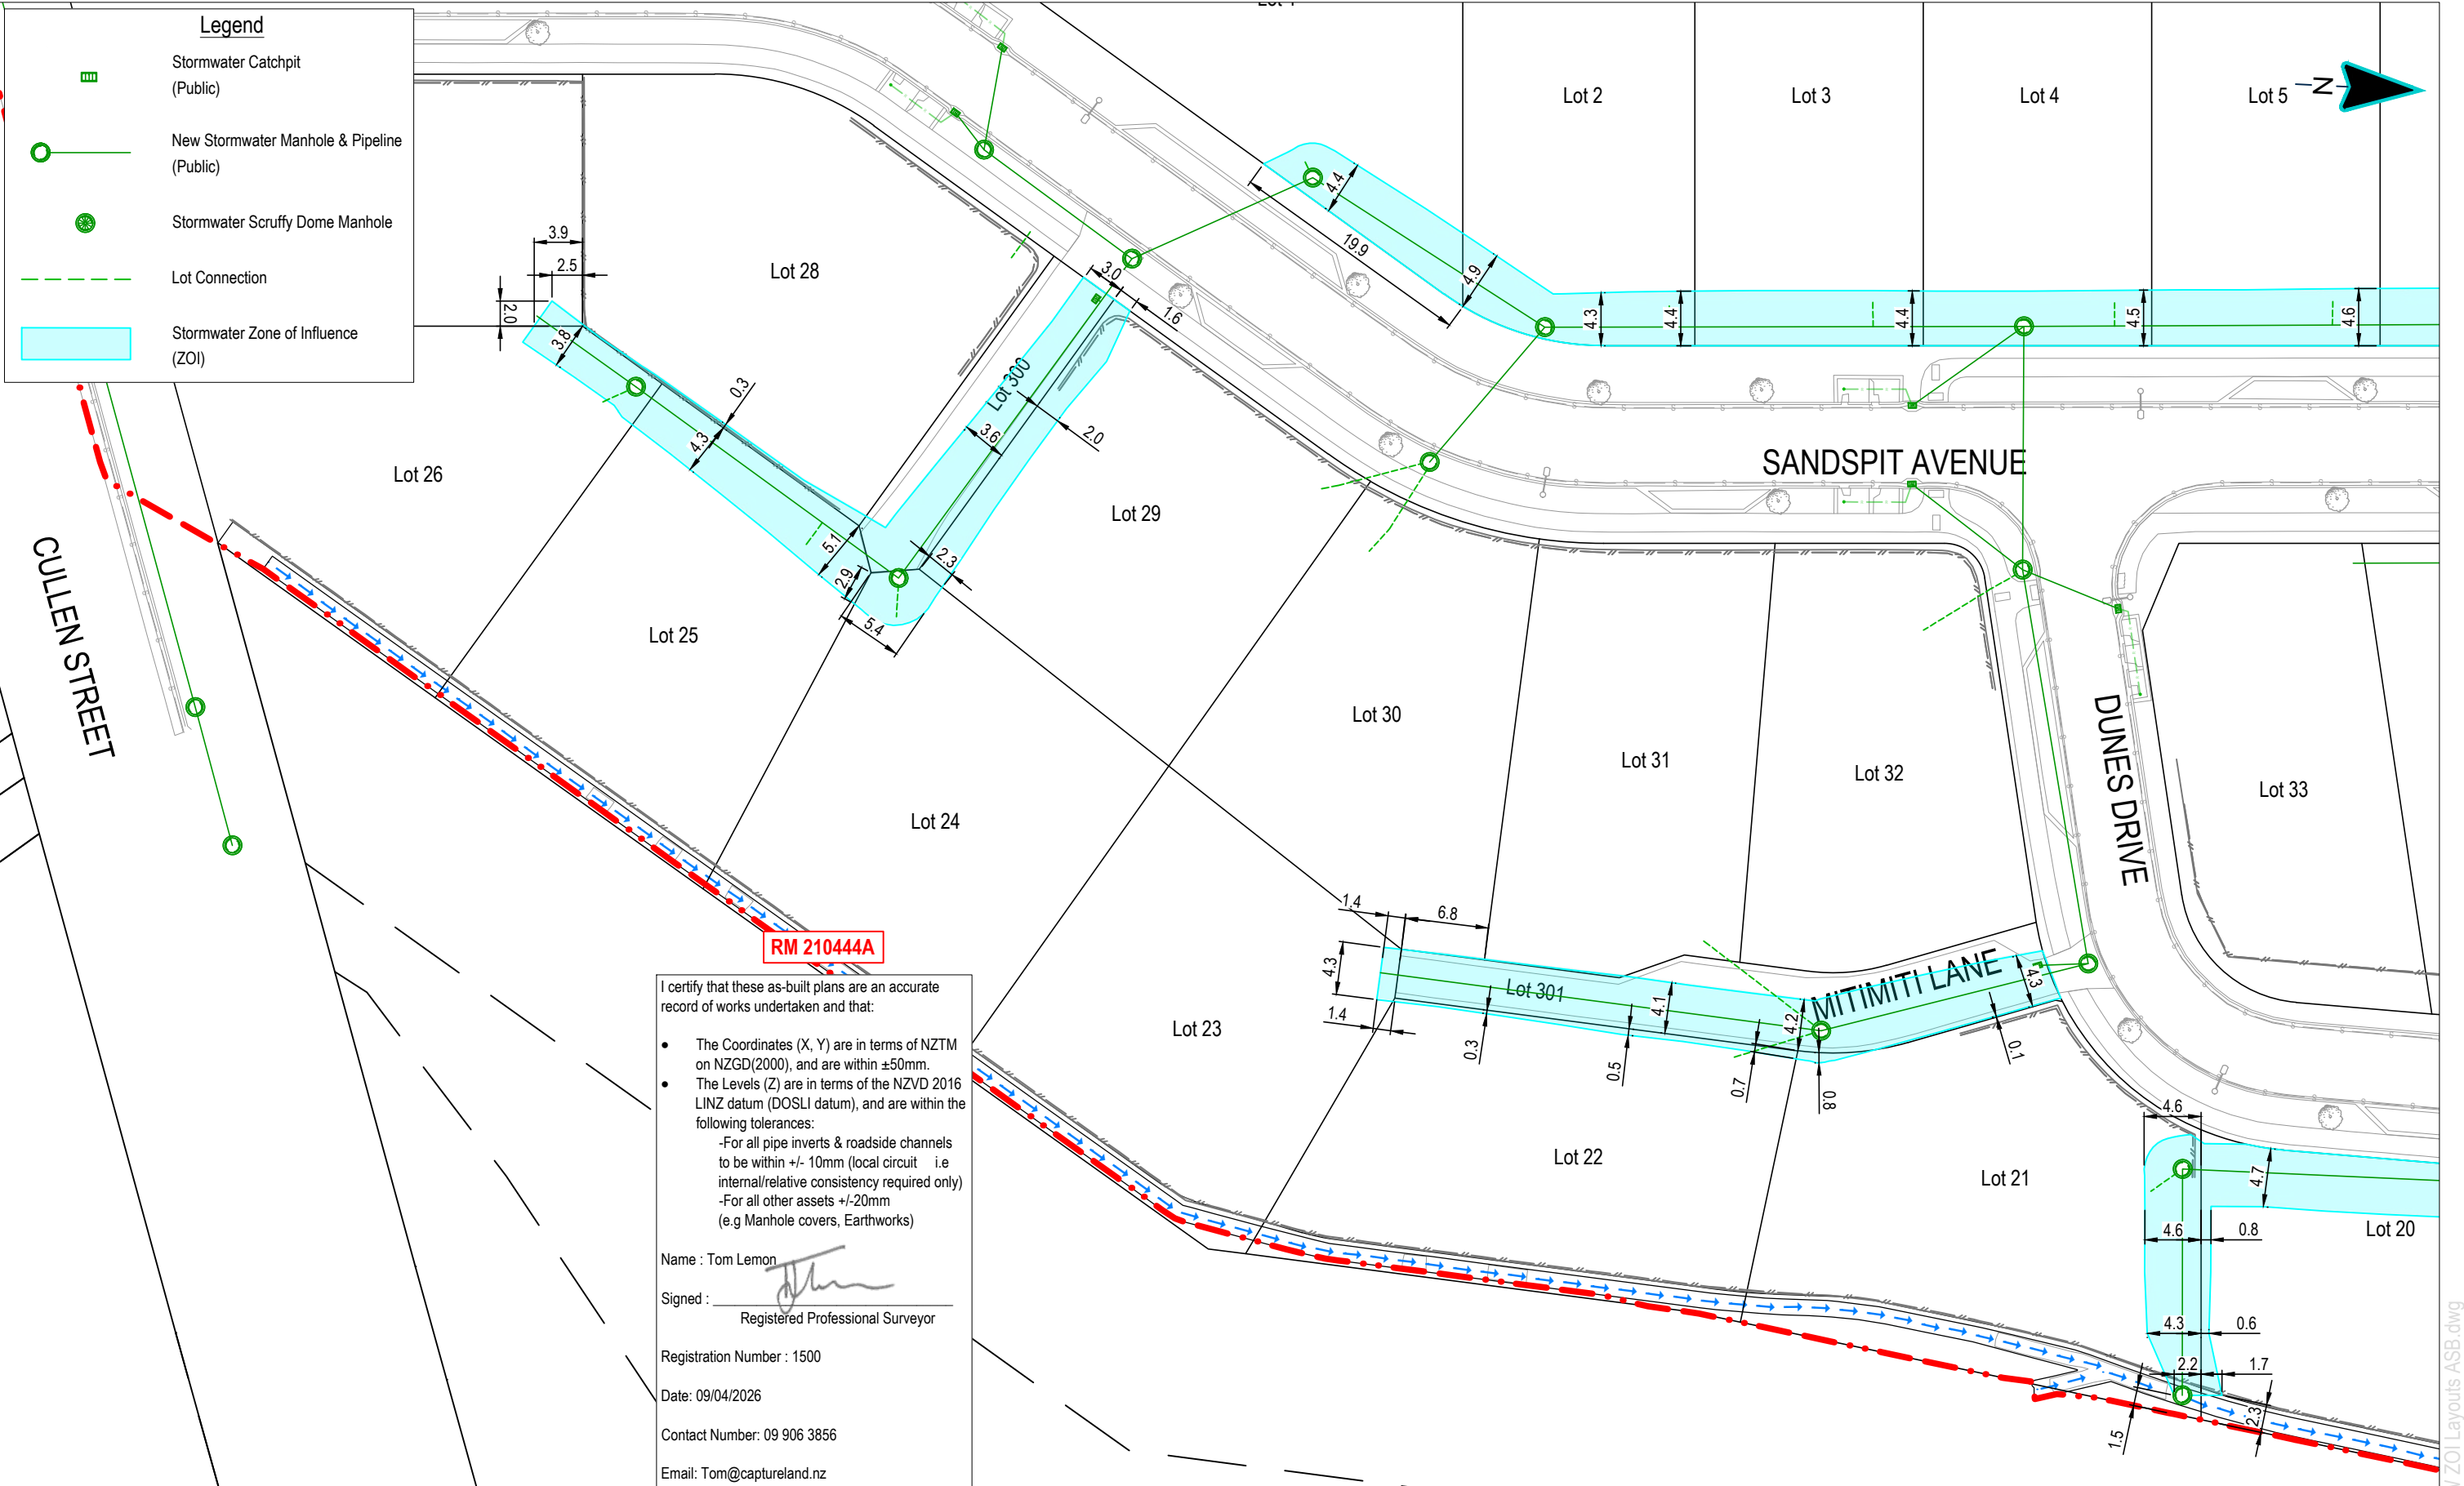 Legend
Stormwater Catchpit
(Public)
New Stormwater Manhole & Pipeline
(Public)
Stormwater Scruffy Dome Manhole
Lot Connection
Stormwater Zone of Influence
(ZOI)
Lot 2
Lot 3
Lot 4
Lot 5
N
4.4
19.9
4.9
4.3
4.4
4.4
4.5
4.6
3.9
2.5
2.0
3.8
Lot 28
0.3
4.3
3.0
1.6
Lot 300
3.6
2.0
5.1
2.9
2.3
5.4
Lot 26
Lot 25
Lot 29
SANDSPIT AVENUE
CULLEN STREET
Lot 24
Lot 30
Lot 31
Lot 32
DUNES DRIVE
Lot 33
1.4
6.8
4.3
1.4
Lot 301
4.1
0.3
0.5
0.7
4.2
0.8
MITIMITI LANE
4.3
0.1
Lot 23
Lot 22
Lot 21
Lot 20
4.6
4.7
4.6
0.8
4.3
0.6
2.2
1.7
1.5
2.3
RM 210444A
I certify that these as-built plans are an accurate
record of works undertaken and that:
• The Coordinates (X, Y) are in terms of NZTM
on NZGD(2000), and are within ±50mm.
• The Levels (Z) are in terms of the NZVD 2016
LINZ datum (DOSLI datum), and are within the
following tolerances:
-For all pipe inverts & roadside channels
to be within +/- 10mm (local circuit i.e
internal/relative consistency required only)
-For all other assets +/-20mm
(e.g Manhole covers, Earthworks)
Name : Tom Lemon
Signed :
Registered Professional Surveyor
Registration Number : 1500
Date: 09/04/2026
Contact Number: 09 906 3856
Email: Tom@captureland.nz
ZOI Layouts ASB.dwg